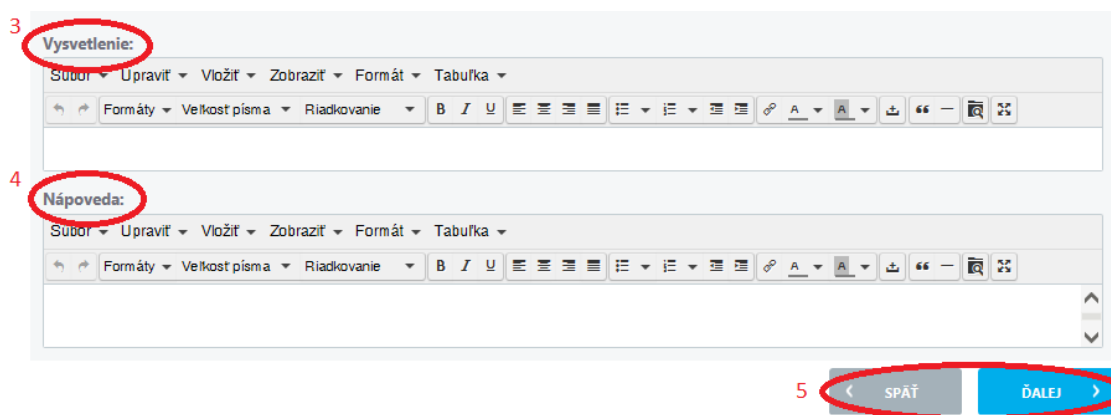 3
Vysvetlenie:
Súbor Upraviť Vložiť Zobraziť Formát Tabuľka
Formáty Veľkosť písma Riadkovanie B I U A A
4
Nápoveda:
Súbor Upraviť Vložiť Zobraziť Formát Tabuľka
Formáty Veľkosť písma Riadkovanie B I U A A
5 SPÄŤ ĎALEJ